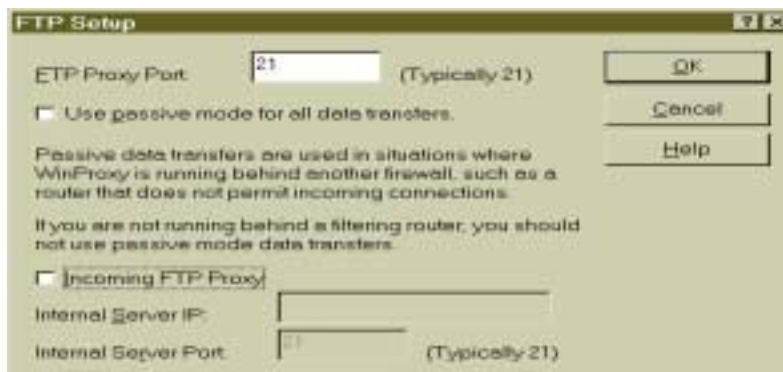 FTP Setup
FTP Proxy Port: 21 (Typically 21)
OK
Use passive mode for all data transfers.
Cancel
Passive data transfers are used in situations where
WinProxy is running behind another firewall, such as a
router that does not permit incoming connections.
Help
If you are not running behind a filtering router, you should
not use passive mode data transfers.
Incoming FTP Proxy
Internal Server IP:
Internal Server Port: 21 (Typically 21)